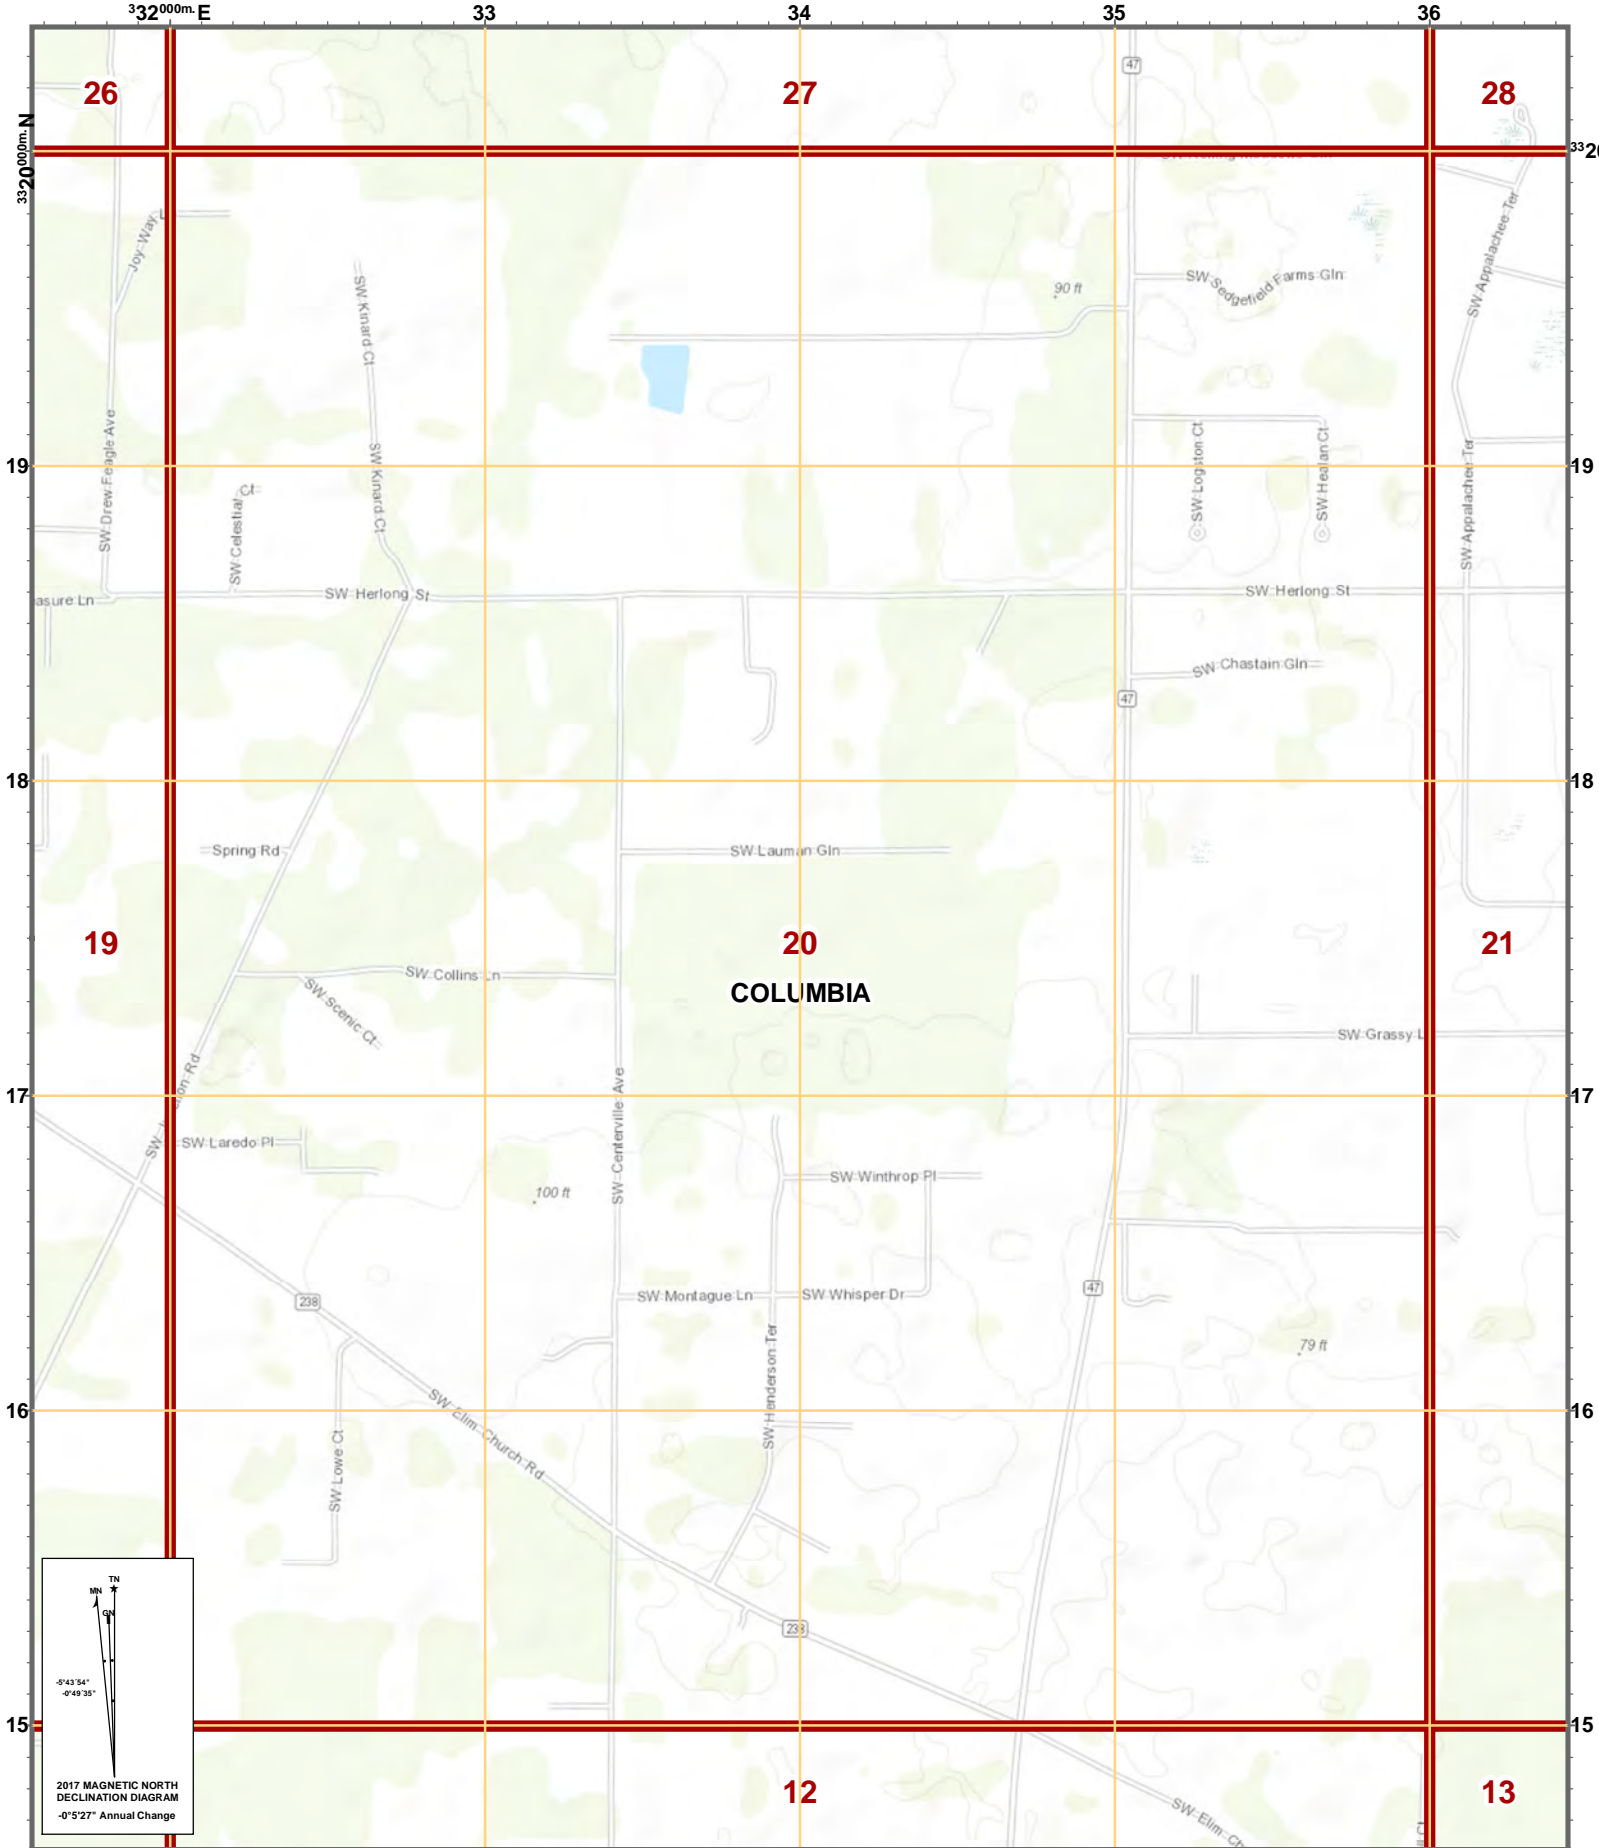 332000m. E
33
34
35
36
26
27
28
47
3320000m. N
Joy Way L
SW Appalachee Ter
SW Sedgefield Farms Gln
90 ft
SW Kinard Ct
SW Drew Feagle Ave
SW Kinard Ct
SW Logston Ct
SW Healan Ct
SW Appalachee Ter
19
19
SW Celestial Ct
asure Ln
SW Herlong St
SW Herlong St
SW Chastain Gln
47
18
18
Spring Rd
SW Lauman Gln
19
20
21
COLUMBIA
SW Collins Ln
SW Scenic Ct
SW Grassy L
17
17
SW Centerville Ave
SW Laredo Pl
SW Winthrop Pl
100 ft
238
SW Montague Ln
SW Whisper Dr
47
79 ft
SW Henderson Ter
16
16
SW Elim Church Rd
SW Lowe Ct
238
15
15
TN
MN
GN
-5°43'54"
-0°49'35"
2017 MAGNETIC NORTH
DECLINATION DIAGRAM
-0°5'27" Annual Change
12
13
SW Elim Ch